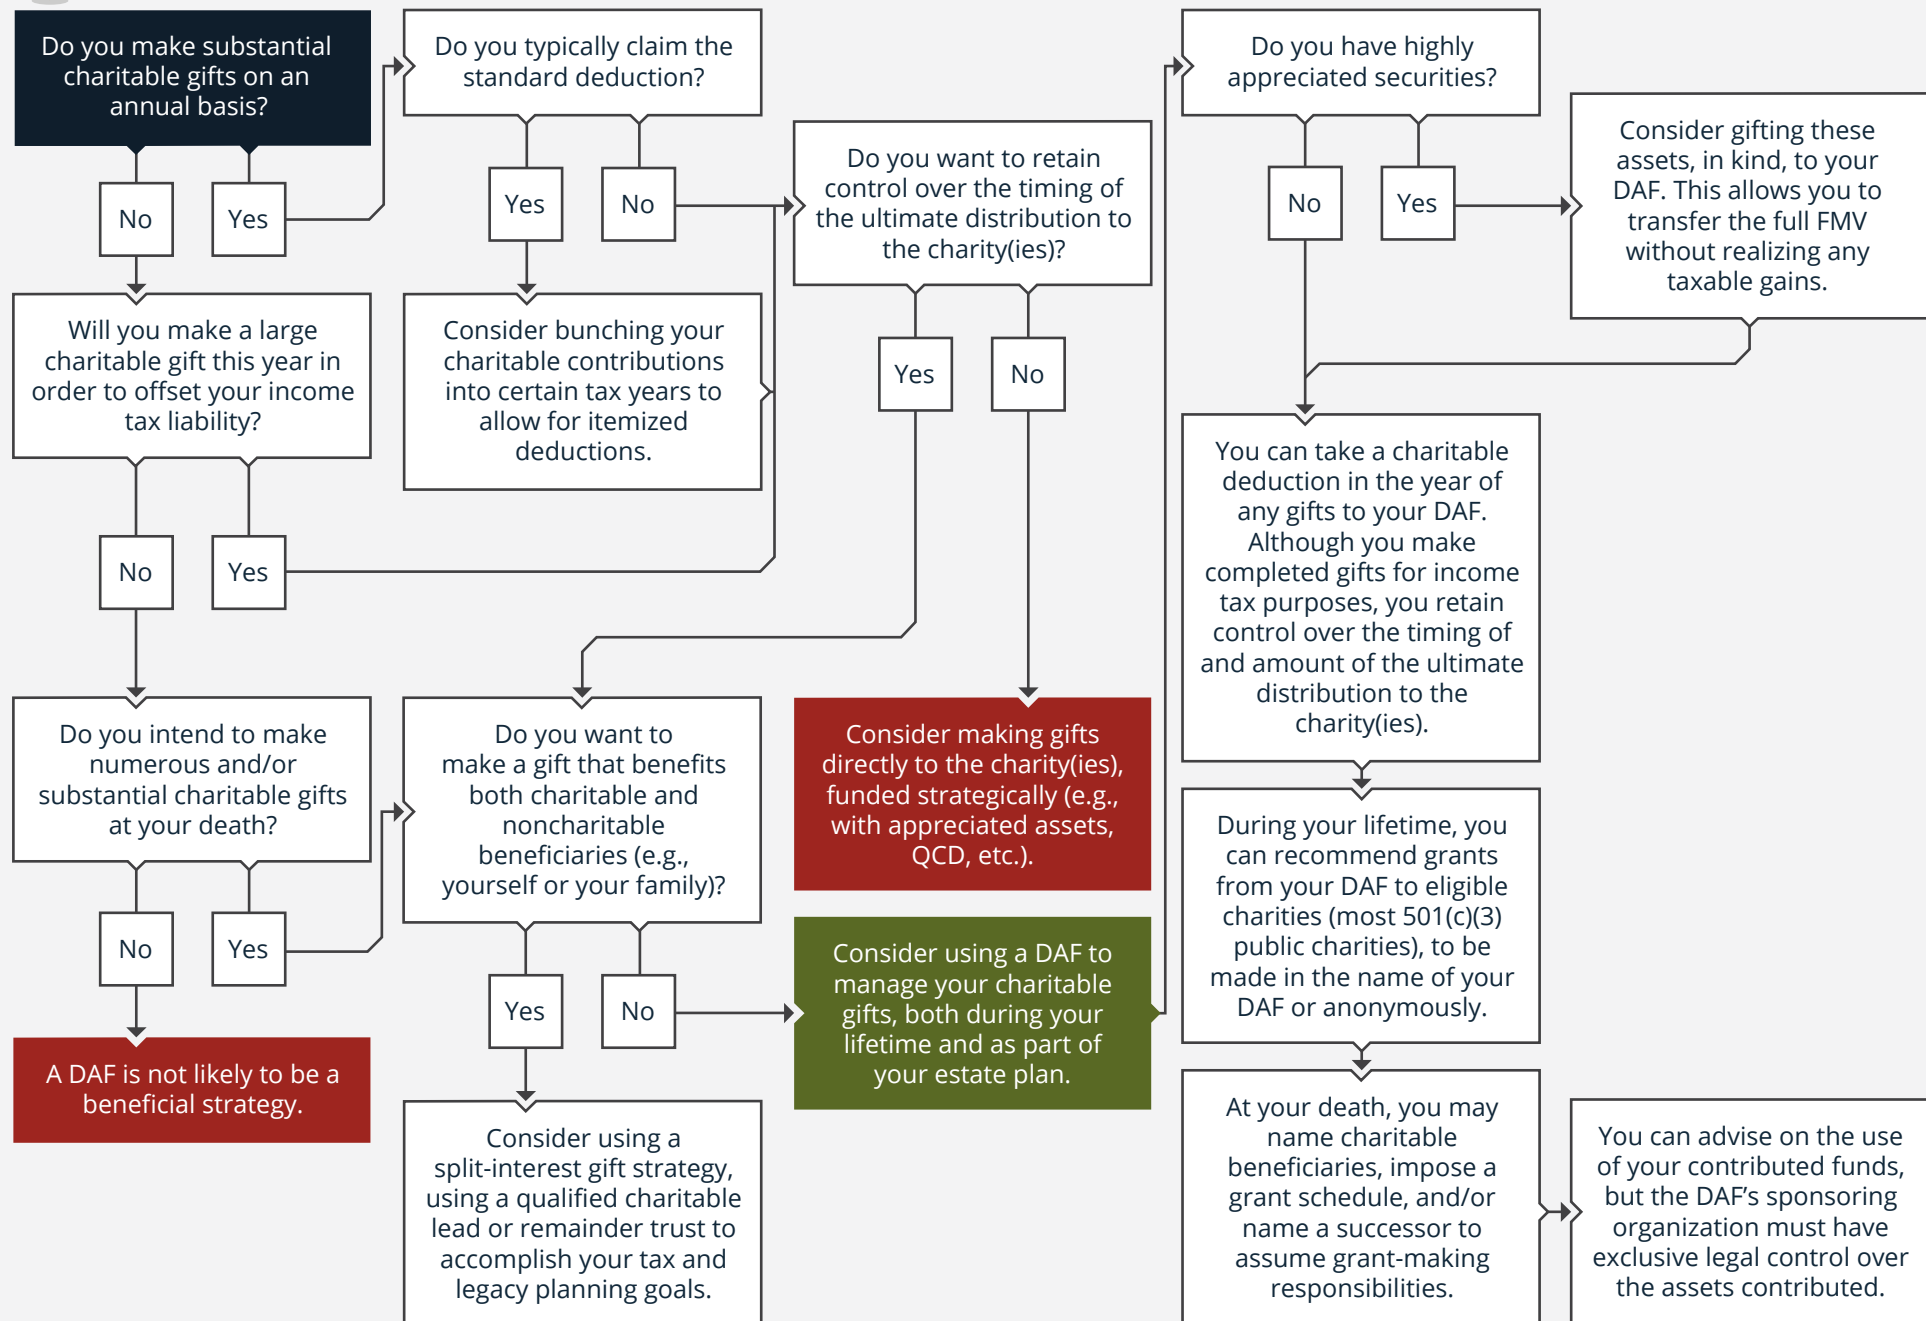 Do you make substantial
charitable gifts on an
annual basis?
No
Yes
Will you make a large
charitable gift this year in
order to offset your income
tax liability?
No
Yes
Do you intend to make
numerous and/or
substantial charitable gifts
at your death?
No
Yes
A DAF is not likely to be a
beneficial strategy.
Do you typically claim the
standard deduction?
Yes
No
Consider bunching your
charitable contributions
into certain tax years to
allow for itemized
deductions.
Do you want to retain
control over the timing of
the ultimate distribution to
the charity(ies)?
Yes
No
Do you want to
make a gift that benefits
both charitable and
noncharitable
beneficiaries (e.g.,
yourself or your family)?
Yes
No
Consider using a
split-interest gift strategy,
using a qualified charitable
lead or remainder trust to
accomplish your tax and
legacy planning goals.
Consider making gifts
directly to the charity(ies),
funded strategically (e.g.,
with appreciated assets,
QCD, etc.).
Consider using a DAF to
manage your charitable
gifts, both during your
lifetime and as part of
your estate plan.
Do you have highly
appreciated securities?
No
Yes
Consider gifting these
assets, in kind, to your
DAF. This allows you to
transfer the full FMV
without realizing any
taxable gains.
You can take a charitable
deduction in the year of
any gifts to your DAF.
Although you make
completed gifts for income
tax purposes, you retain
control over the timing of
and amount of the ultimate
distribution to the
charity(ies).
During your lifetime, you
can recommend grants
from your DAF to eligible
charities (most 501(c)(3)
public charities), to be
made in the name of your
DAF or anonymously.
At your death, you may
name charitable
beneficiaries, impose a
grant schedule, and/or
name a successor to
assume grant-making
responsibilities.
You can advise on the use
of your contributed funds,
but the DAF’s sponsoring
organization must have
exclusive legal control over
the assets contributed.